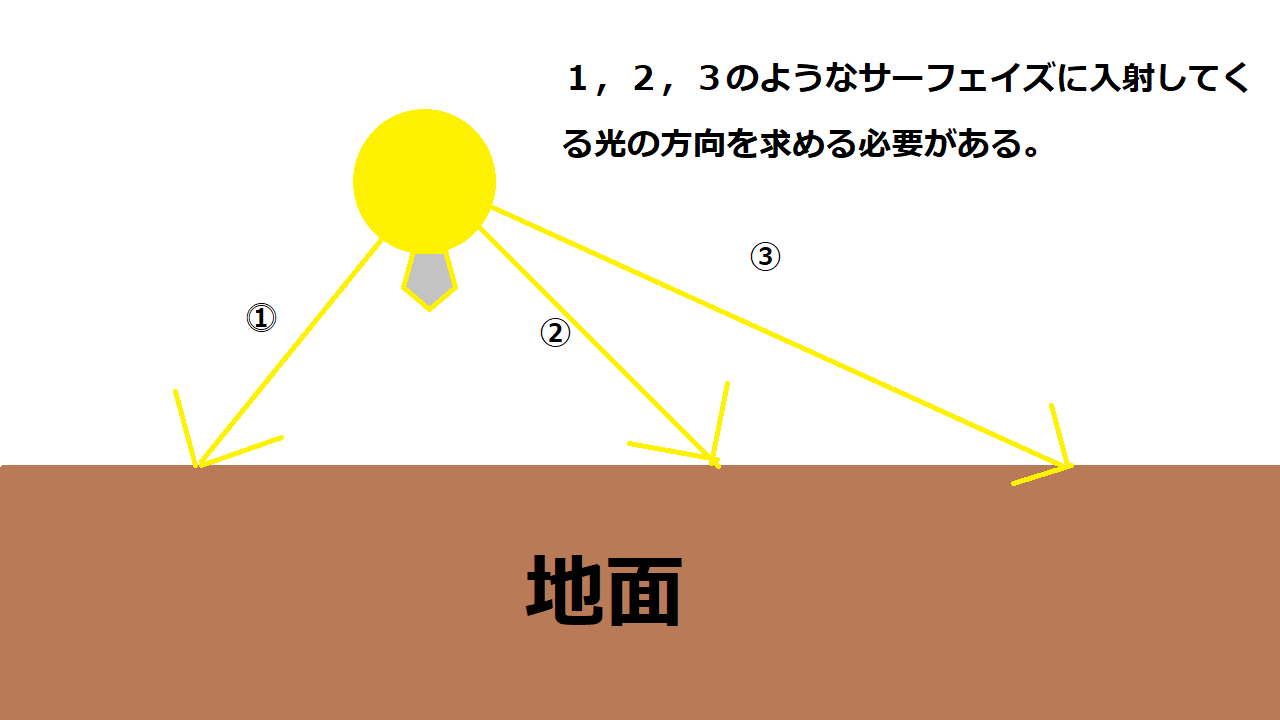 １，２，３のようなサーフェイズに入射してく
る光の方向を求める必要がある。
③
①
②
地面